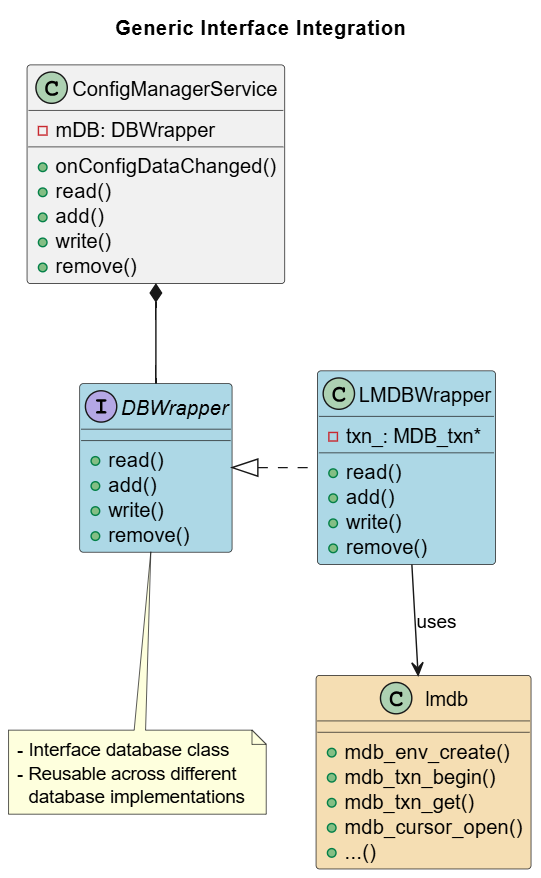 Generic Interface Integration
C ConfigManagerService
mDB: DBWrapper
onConfigDataChanged()
read()
add()
write()
remove()
I DBWrapper
read()
add()
write()
remove()
C LMDBWrapper
txn_: MDB_txn*
read()
add()
write()
remove()
uses
- Interface database class
- Reusable across different
database implementations
C lmdb
mdb_env_create()
mdb_txn_begin()
mdb_txn_get()
mdb_cursor_open()
...()